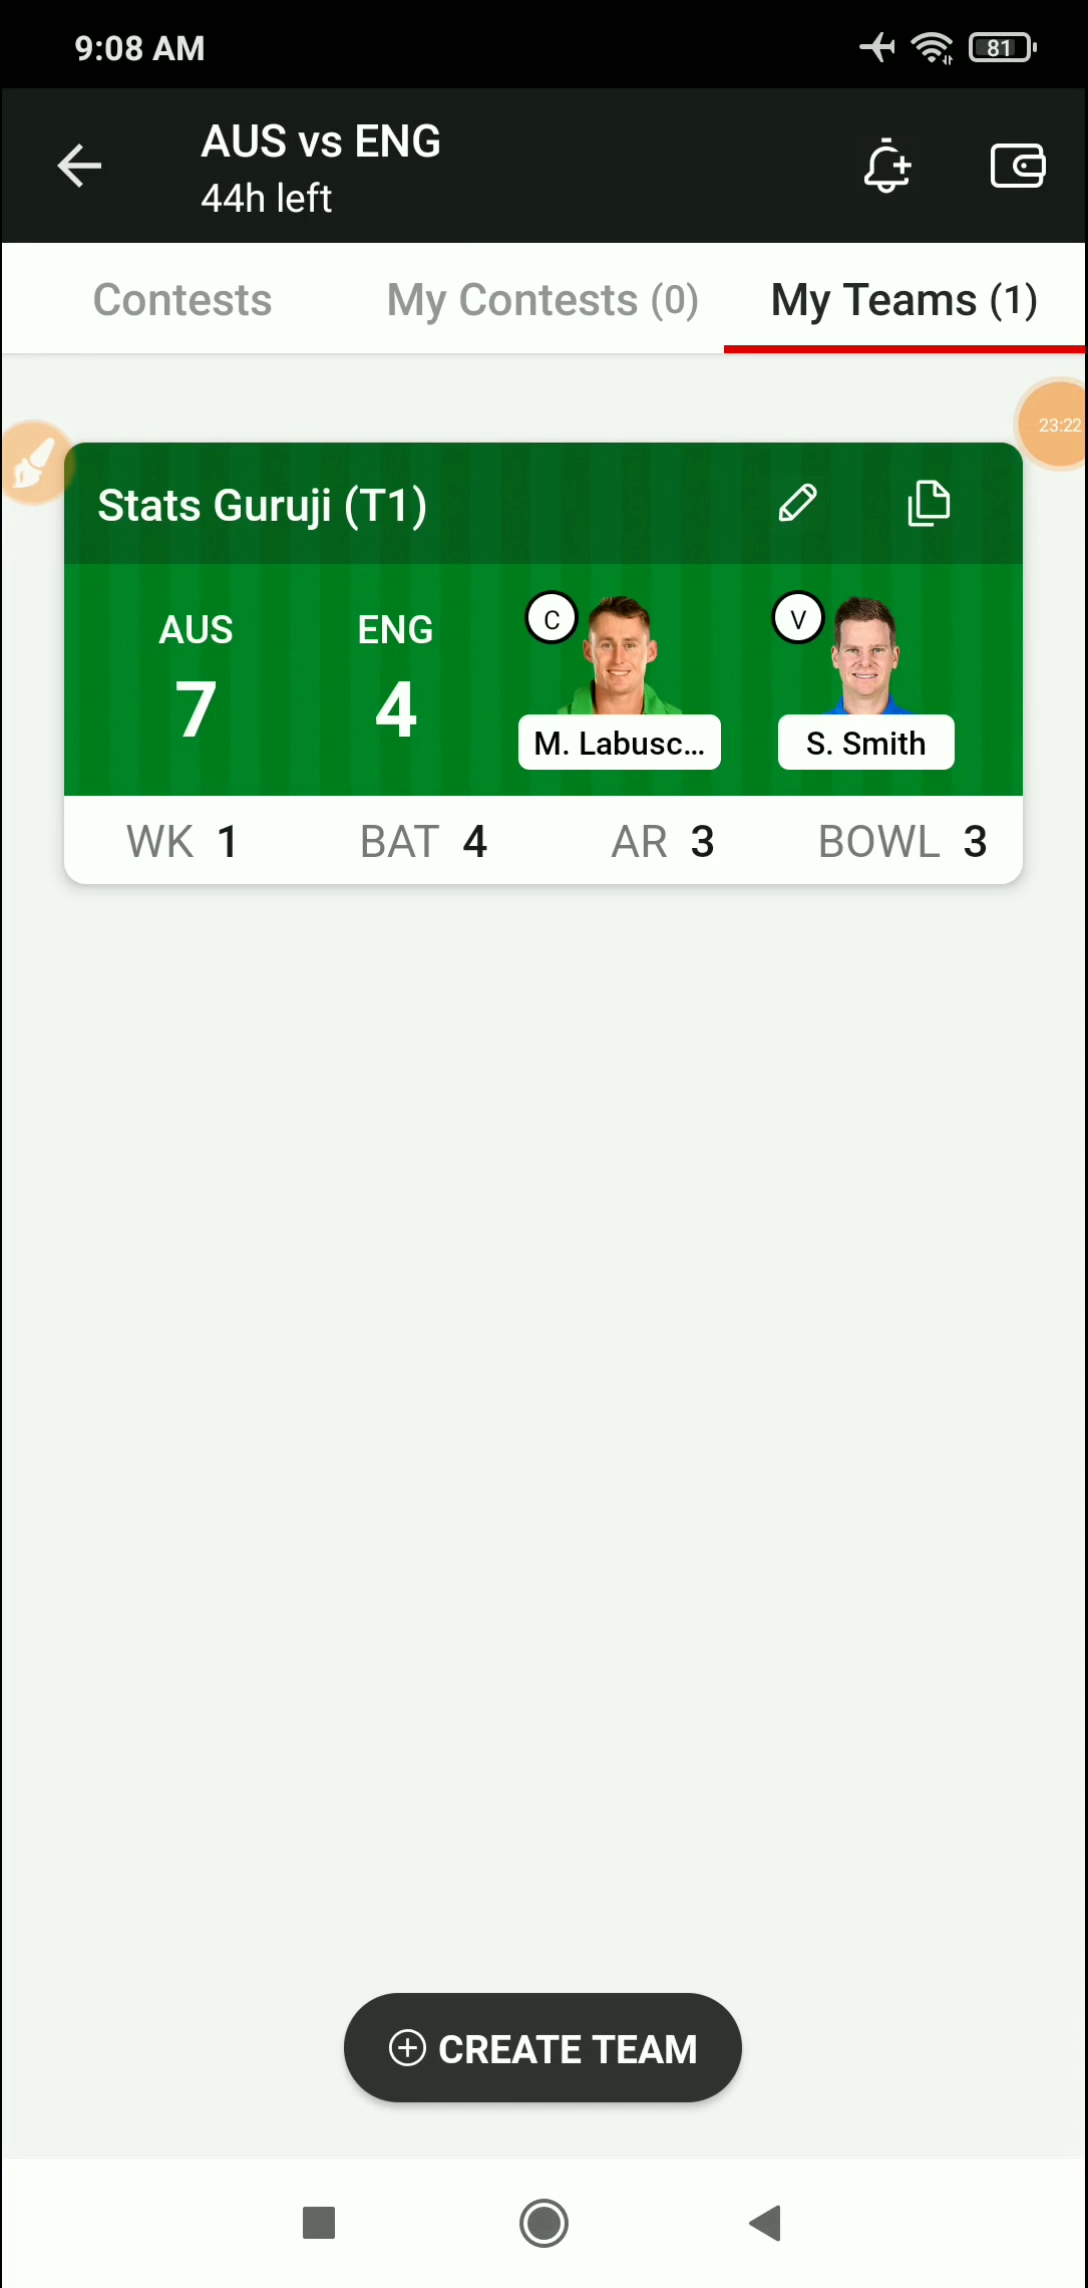 9:08 AM
81
AUS vs ENG
44h left
Contests
My Contests (0)
My Teams (1)
23:22
Stats Guruji (T1)
AUS
7
ENG
4
C
M. Labusc...
V
S. Smith
WK 1
BAT 4
AR 3
BOWL 3
CREATE TEAM